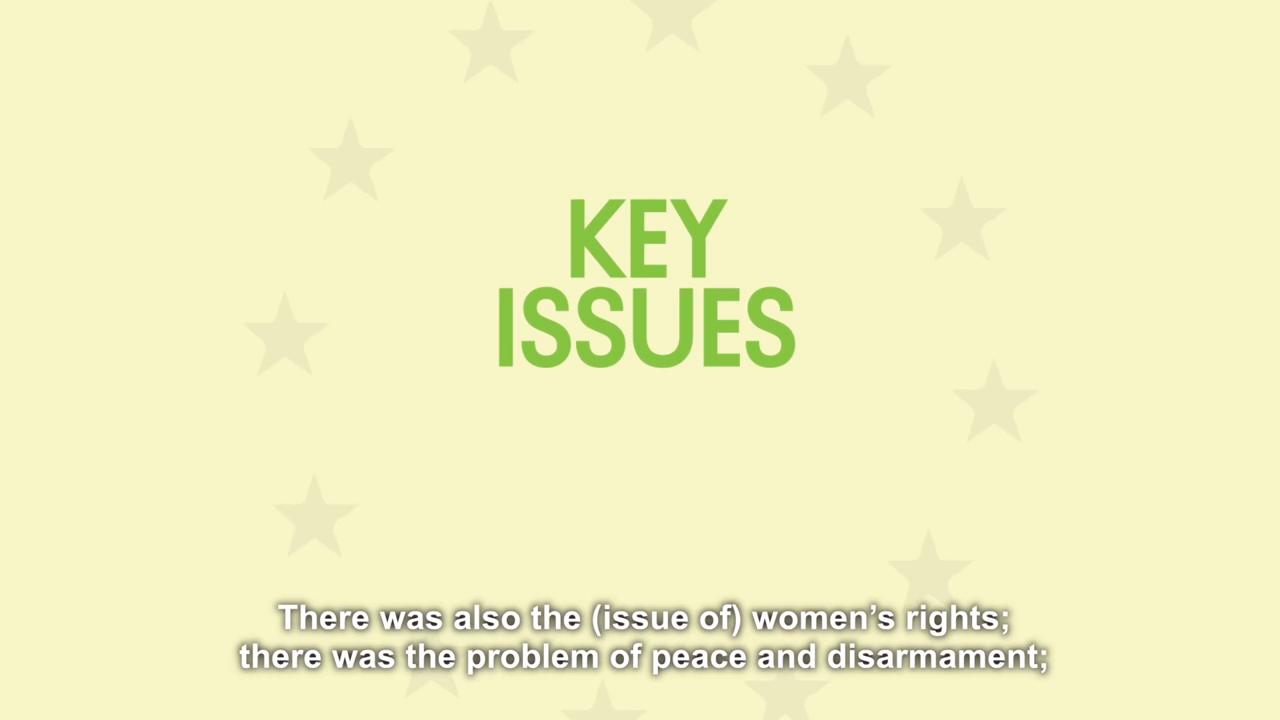 KEY
ISSUES
There was also the (issue of) women’s rights;
there was the problem of peace and disarmament;